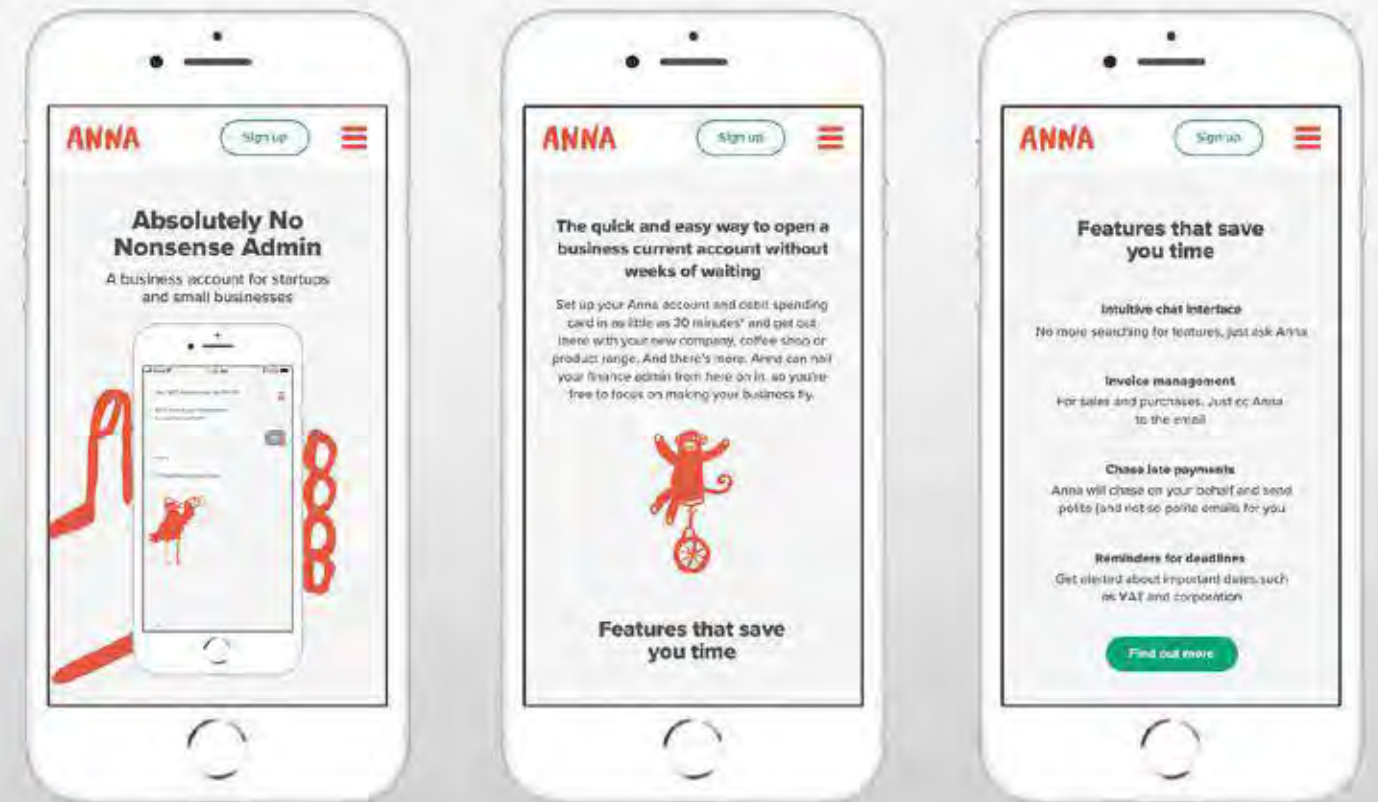 ANNA
Sign up
Absolutely No
Nonsense Admin
A business account for startups
and small businesses
ANNA
Sign up
The quick and easy way to open a
business current account without
weeks of waiting
Set up your Anna account and debit spending
card in as little as 30 minutes* and get out
there with your new company, coffee shop or
product range. And there's more. Anna can nail
your finance admin from here on in, so you're
free to focus on making your business fly.
Features that save
you time
ANNA
Sign up
Features that save
you time
Intuitive chat interface
No more searching for features, just ask Anna
Invoice management
For sales and purchases. Just cc Anna
to the email
Chase late payments
Anna will chase on your behalf and send
polite (and not so polite emails for you
Reminders for deadlines
Get alerted about important dates such
as VAT and corporation
Find out more